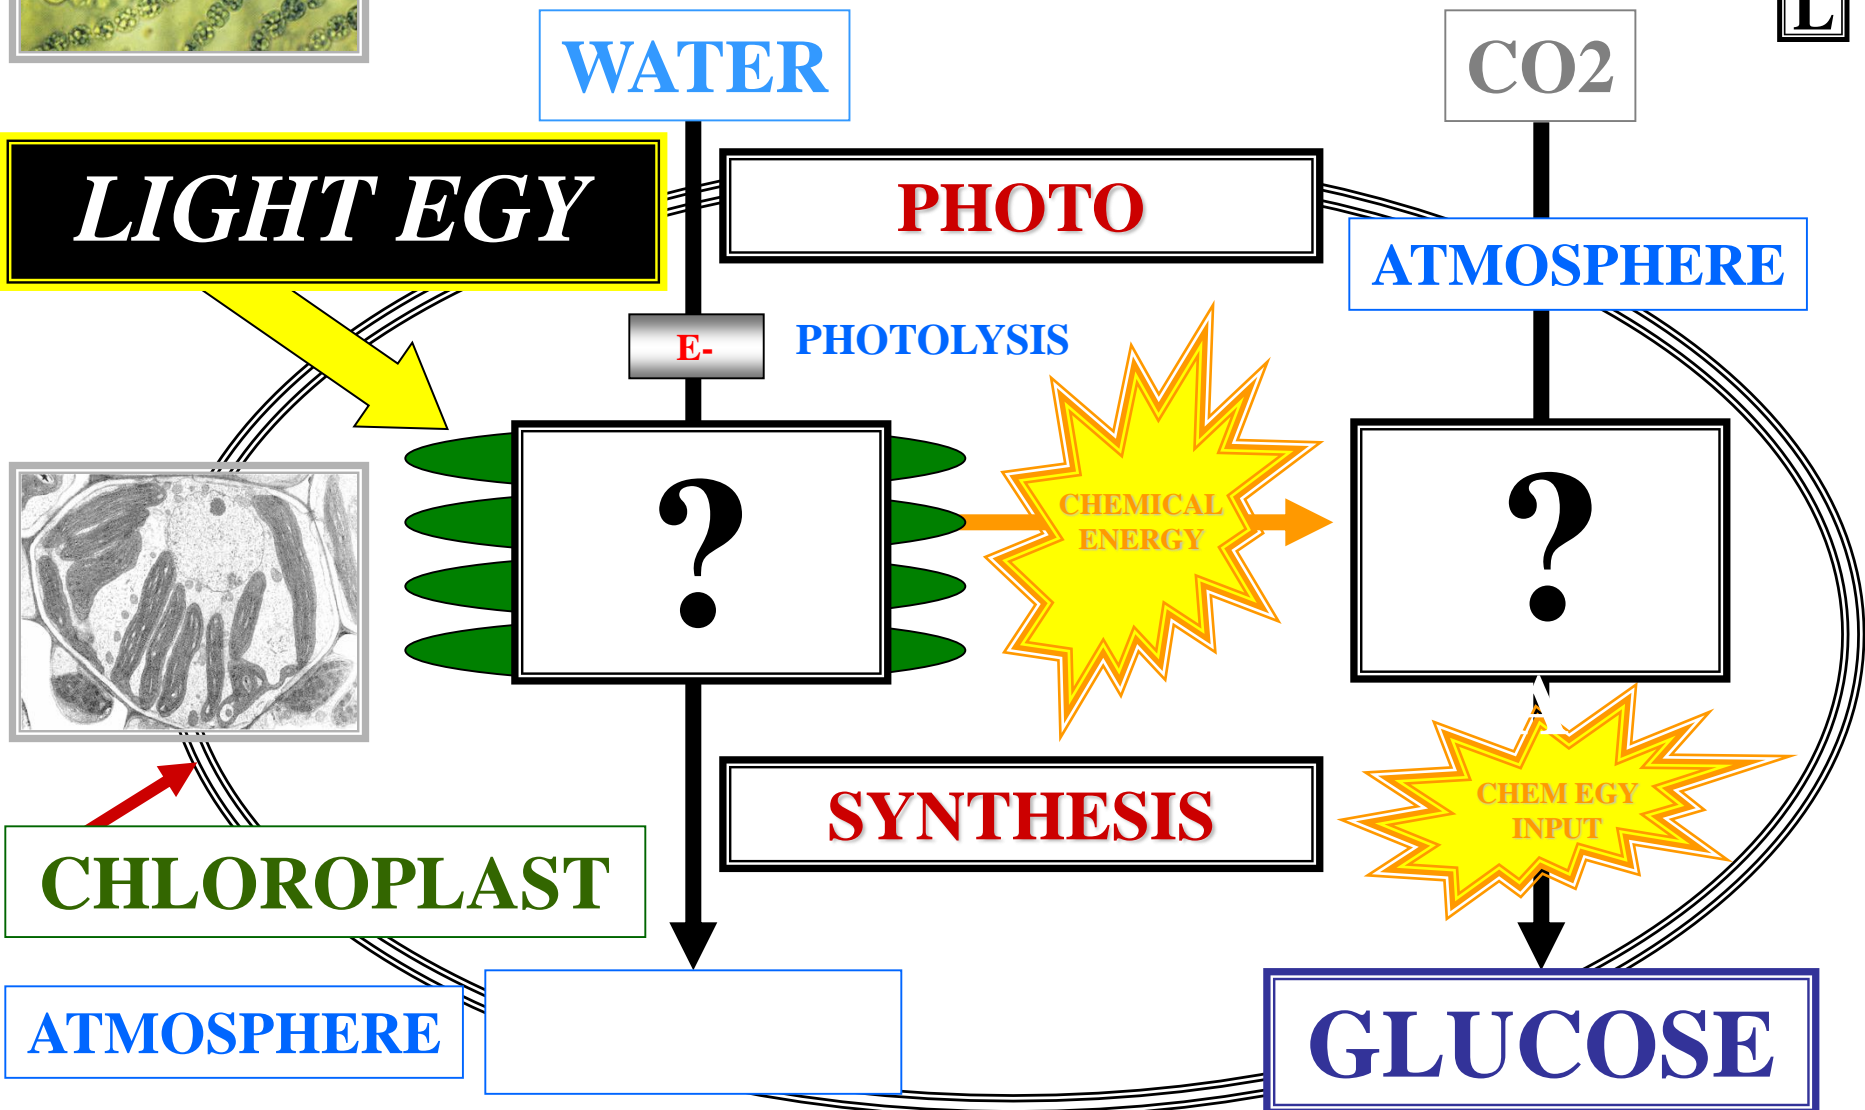 L
WATER
CO2
LIGHT EGY
PHOTO
ATMOSPHERE
E-
PHOTOLYSIS
?
CHEMICAL
ENERGY
?
SYNTHESIS
CHEM EGY
INPUT
CHLOROPLAST
ATMOSPHERE
GLUCOSE